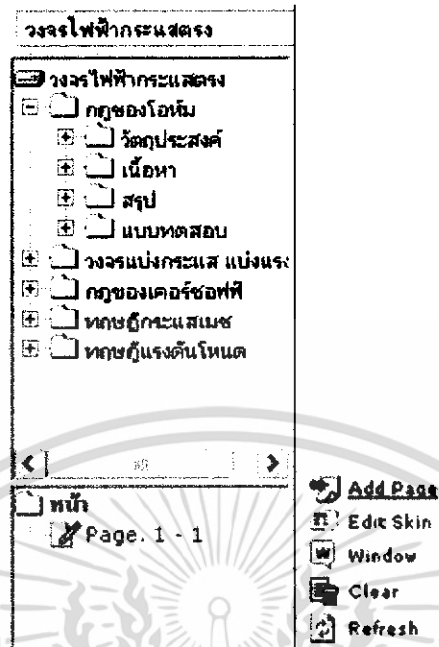 วงจรไฟฟ้ากระแสตรง
วงจรไฟฟ้ากระแสตรง
กฎของโอห์ม
วัตถุประสงค์
เนื้อหา
สรุป
แบบทดสอบ
วงจรแบ่งกระแส แบ่งแรง
กฎของเคอร์ชอฟฟ์
ทฤษฎีกระแสเมช
ทฤษฎีแรงดันโหนด
หน้า
Page. 1 - 1
Add Page
Edit Skin
Window
Clear
Refresh